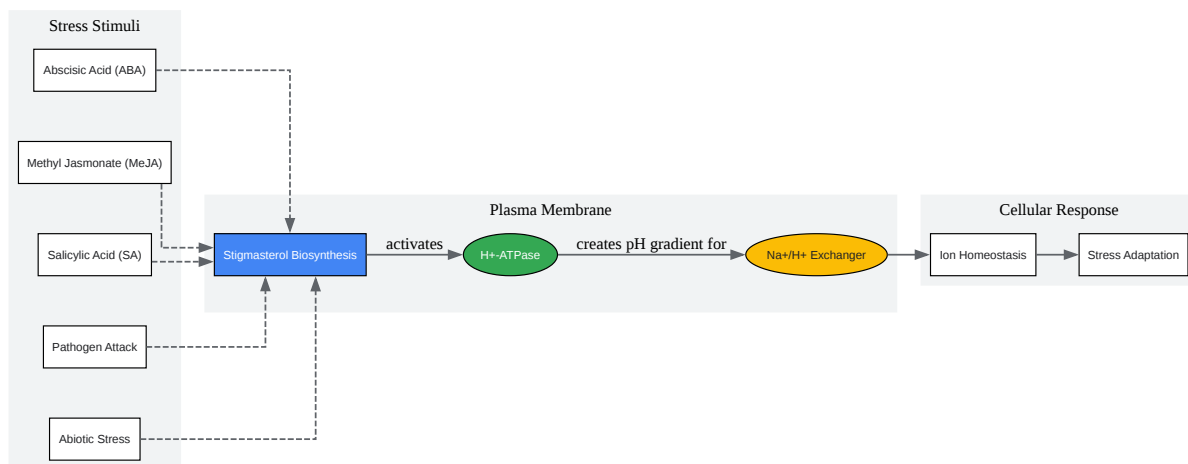 Stress Stimuli
Abscisic Acid (ABA)
Methyl Jasmonate (MeJA)
Salicylic Acid (SA)
Pathogen Attack
Abiotic Stress
Plasma Membrane
Stigmasterol Biosynthesis
activates
H+-ATPase
creates pH gradient for
Na+/H+ Exchanger
Cellular Response
Ion Homeostasis
Stress Adaptation